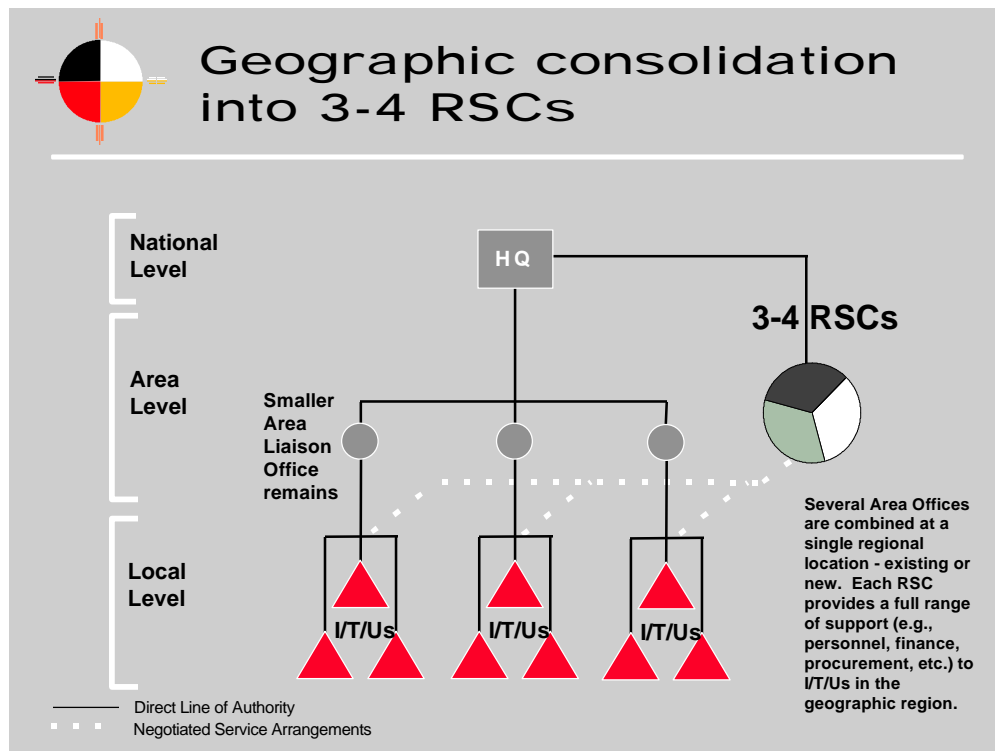 Geographic consolidation
into 3-4 RSCs
National
Level
HQ
3-4 RSCs
Area
Level
Smaller
Area
Liaison
Office
remains
Several Area Offices
are combined at a
single regional
location - existing or
new. Each RSC
provides a full range
of support (e.g.,
personnel, finance,
procurement, etc.) to
I/T/Us in the
geographic region.
Local
Level
I/T/Us
I/T/Us
I/T/Us
Direct Line of Authority
Negotiated Service Arrangements